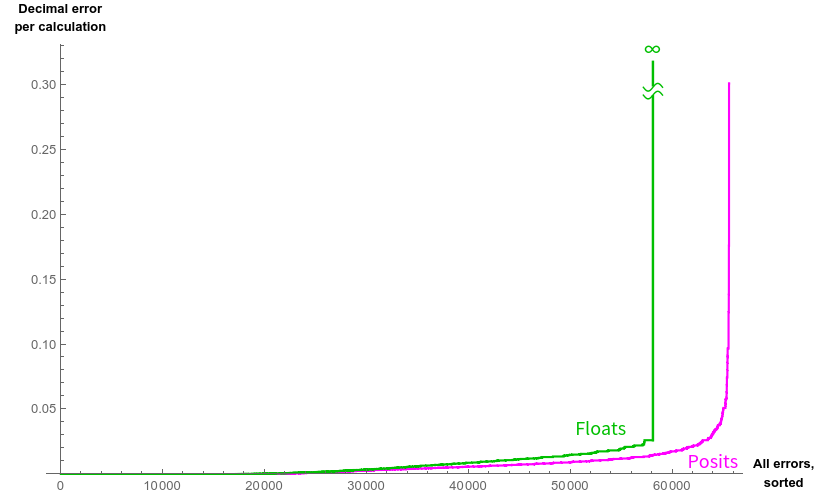 Decimal error
per calculation
∞
0.30
0.25
0.20
0.15
0.10
0.05
Floats
Posits
All errors,
sorted
0
10000
20000
30000
40000
50000
60000